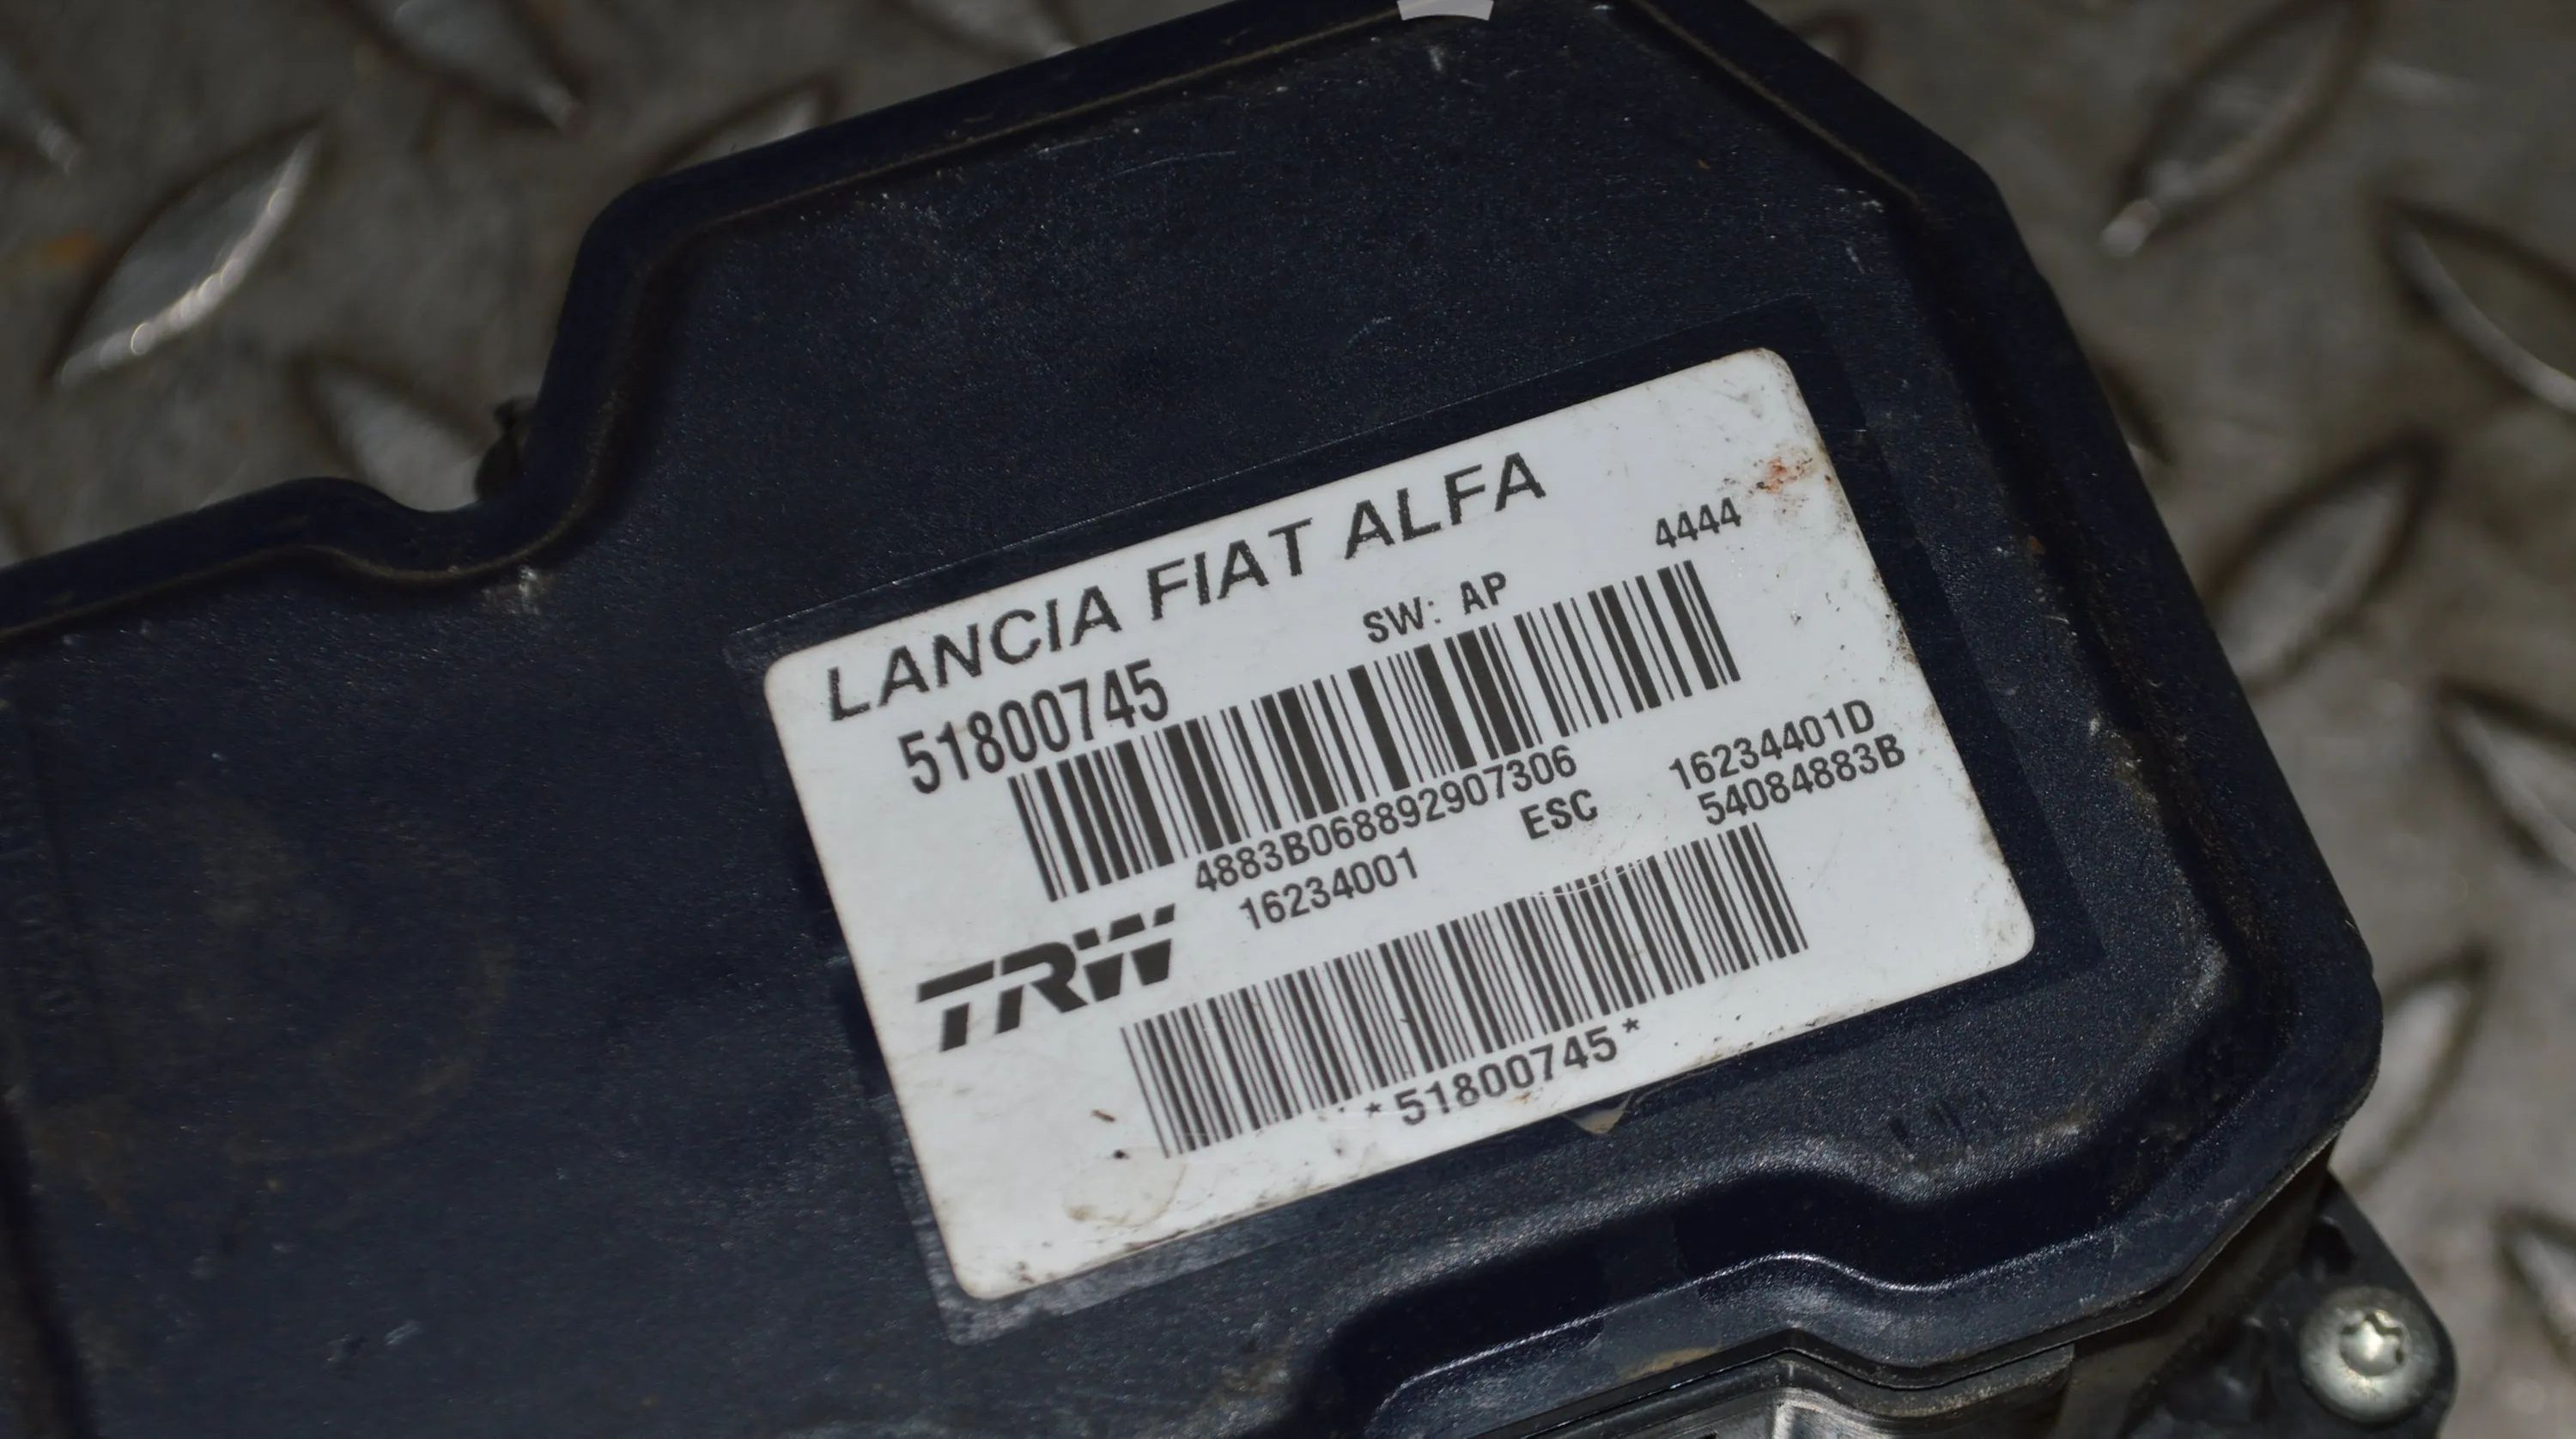 LANCIA FIAT ALFA
4444
51800745 SW: AP
4883B068892907306
16234001 ESC 16234401D
54084883B
TRW
*51800745*